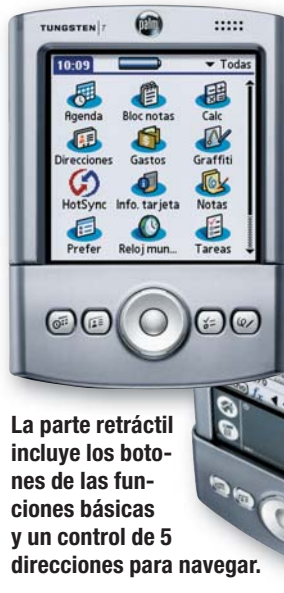 TUNGSTEN T
palm
10:09 Todas
Agenda Bloc notas Calc
Direcciones Gastos Graffiti
HotSync Info. tarjeta Notas
Prefer Reloj mun... Tareas
La parte retráctil
incluye los boto-
nes de las fun-
ciones básicas
y un control de 5
direcciones para navegar.